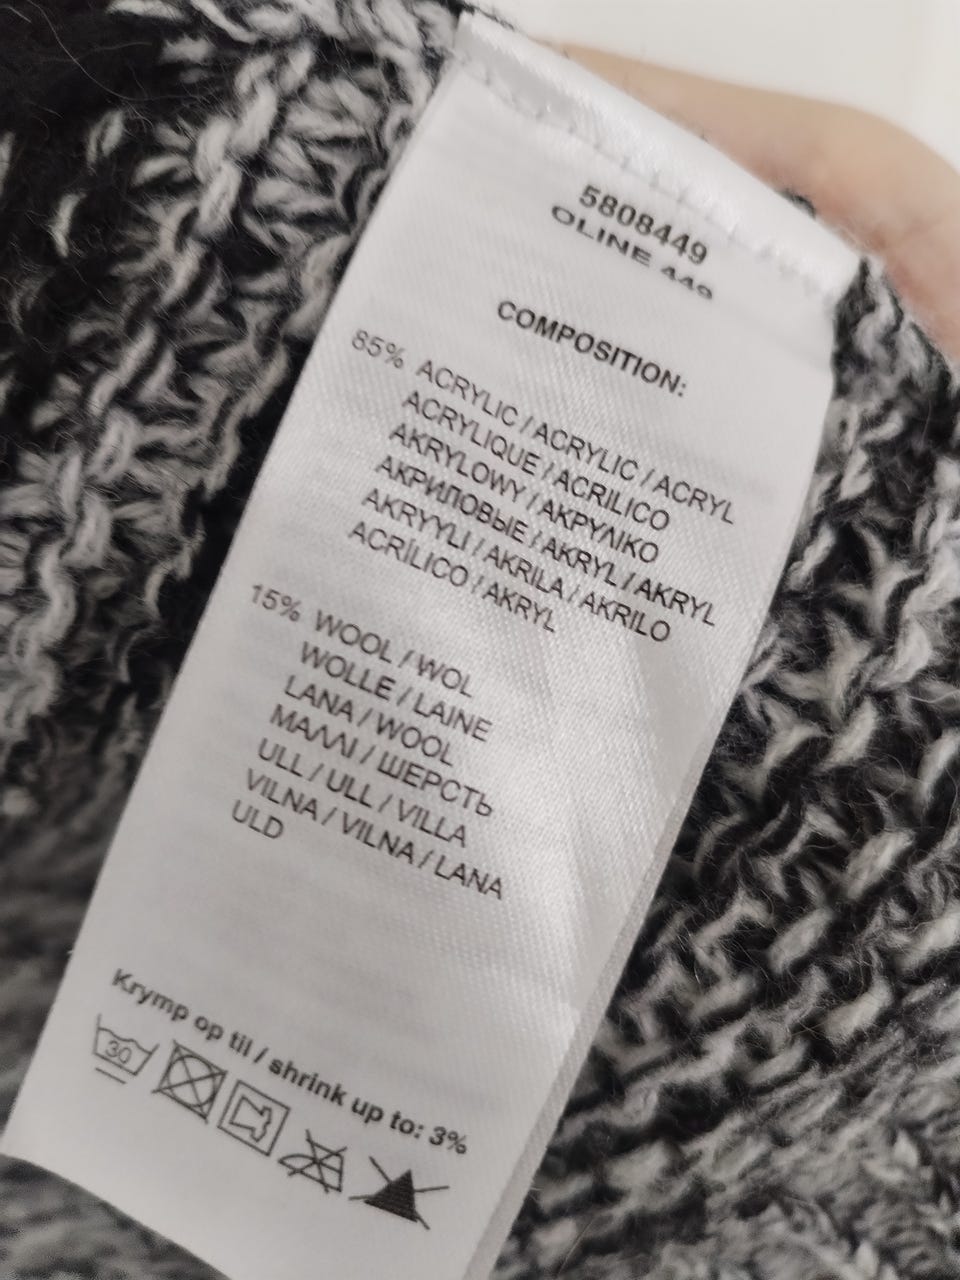 5808449
OLINE 449
COMPOSITION:
85% ACRYLIC / ACRYLIC / ACRYL
ACRYLIQUE / ACRILICO
AKRYLOWY / ΑΚΡΥΛΙΚΟ
АКРИЛОВЫЕ / AKRYL / AKRYL
AKRYYLI / AKRILA / AKRILO
ACRÍLICO / AKRYL
15% WOOL / WOL
WOLLE / LAINE
LANA / WOOL
ΜΑΛΛΙ / ШЕРСТЬ
ULL / ULL / VILLA
VILNA / VILNA / LANA
ULD
Krymp op til / shrink up to: 3%
30